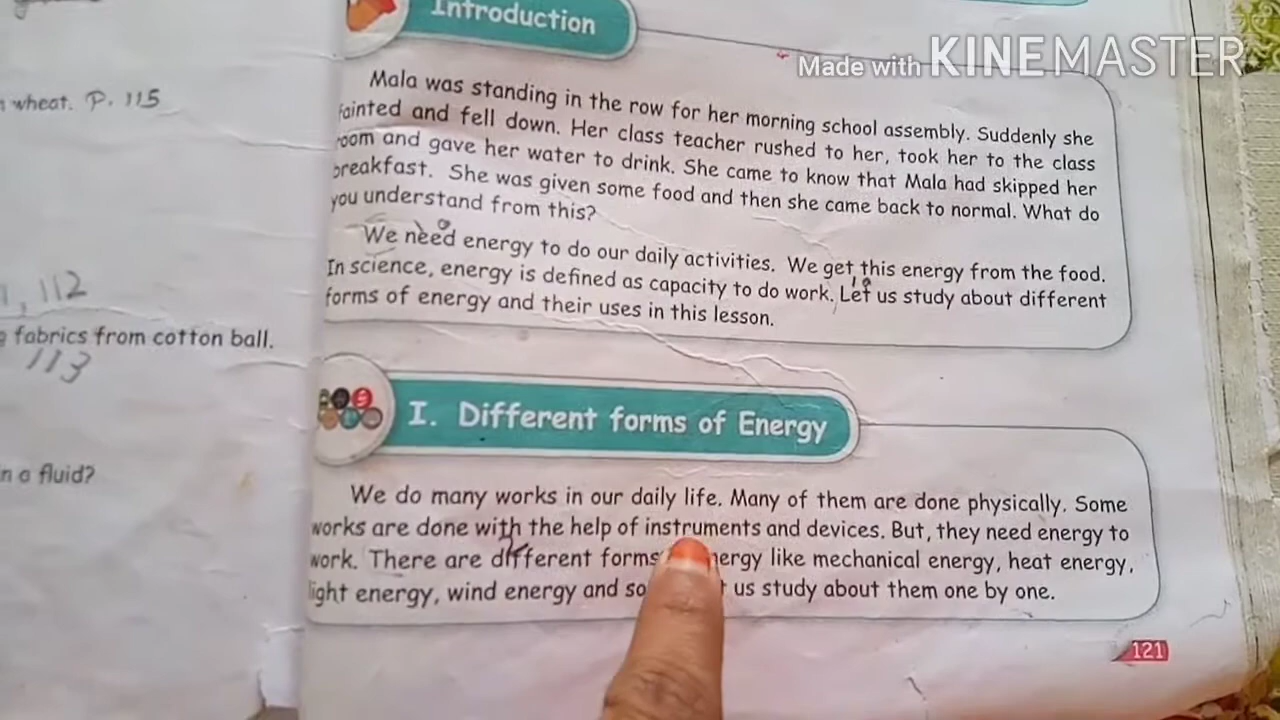 Introduction
Made with KINEMASTER
Mala was standing in the row for her morning school assembly. Suddenly she
fainted and fell down. Her class teacher rushed to her, took her to the class
room and gave her water to drink. She came to know that Mala had skipped her
breakfast. She was given some food and then she came back to normal. What do
you understand from this?
We need energy to do our daily activities. We get this energy from the food.
In science, energy is defined as capacity to do work. Let us study about different
forms of energy and their uses in this lesson.
I. Different forms of Energy
We do many works in our daily life. Many of them are done physically. Some
works are done with the help of instruments and devices. But, they need energy to
work. There are different forms energy like mechanical energy, heat energy,
light energy, wind energy and so us study about them one by one.
121
wheat. P. 115
112
fabrics from cotton ball.
113
in a fluid?